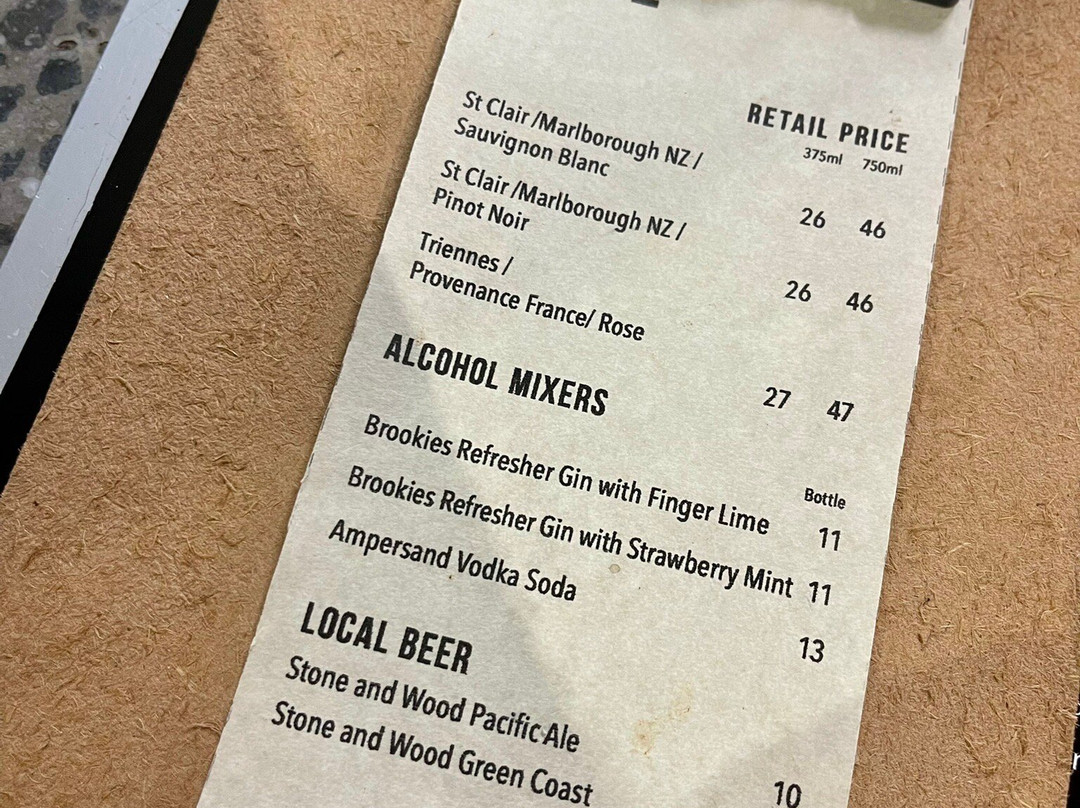 RETAIL PRICE
375ml 750ml
St Clair /Marlborough NZ /
Sauvignon Blanc 26 46
St Clair /Marlborough NZ /
Pinot Noir 26 46
Triennes /
Provenance France/ Rose 27 47
ALCOHOL MIXERS
Bottle
Brookies Refresher Gin with Finger Lime 11
Brookies Refresher Gin with Strawberry Mint 11
Ampersand Vodka Soda 13
LOCAL BEER
Stone and Wood Pacific Ale 10
Stone and Wood Green Coast